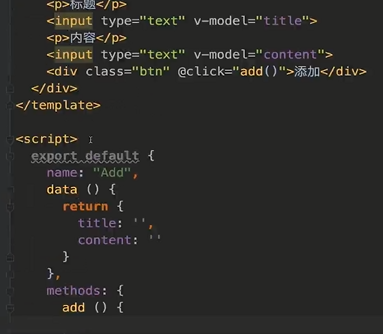 <p>标题</p>
<input type="text" v-model="title">
<p>内容</p>
<input type="text" v-model="content">
<div class="btn" @click="add()">添加</div>
</div>
</template>
<script>
export default {
name: "Add",
data () {
return {
title: '',
content: ''
}
},
methods: {
add () {